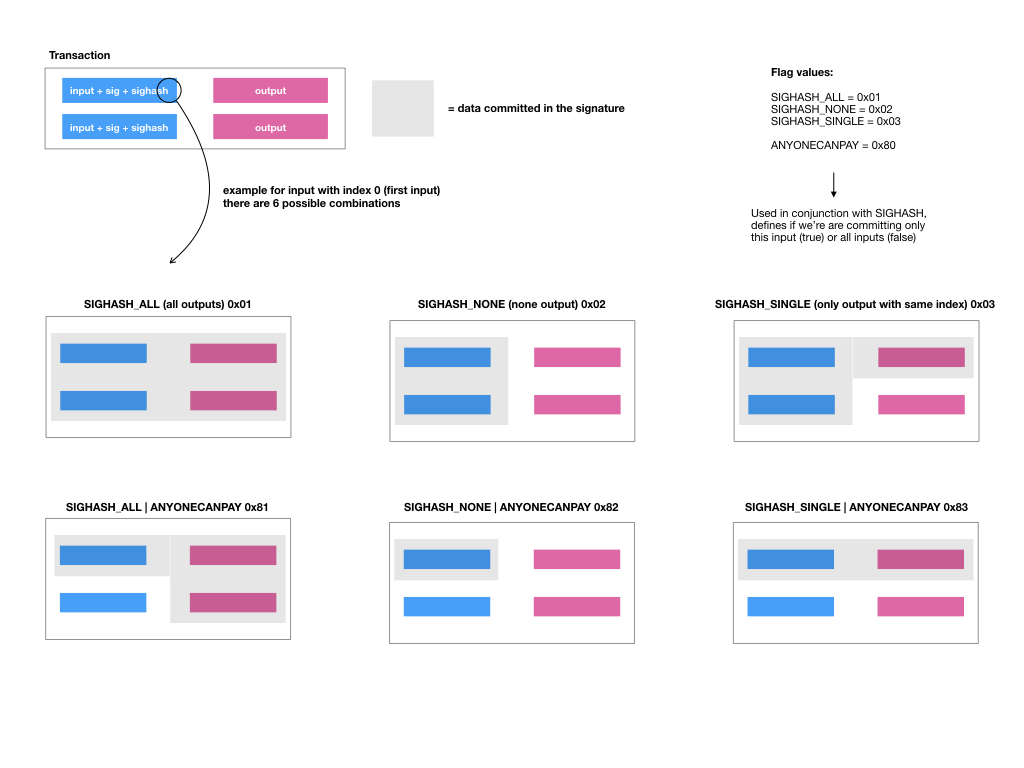 Transaction
input + sig + sighash
output
input + sig + sighash
output
= data committed in the signature
Flag values:
SIGHASH_ALL = 0x01
SIGHASH_NONE = 0x02
SIGHASH_SINGLE = 0x03
ANYONECANPAY = 0x80
example for input with index 0 (first input)
there are 6 possible combinations
Used in conjunction with SIGHASH,
defines if we're are committing only
this input (true) or all inputs (false)
SIGHASH_ALL (all outputs) 0x01
SIGHASH_NONE (none output) 0x02
SIGHASH_SINGLE (only output with same index) 0x03
SIGHASH_ALL | ANYONECANPAY 0x81
SIGHASH_NONE | ANYONECANPAY 0x82
SIGHASH_SINGLE | ANYONECANPAY 0x83